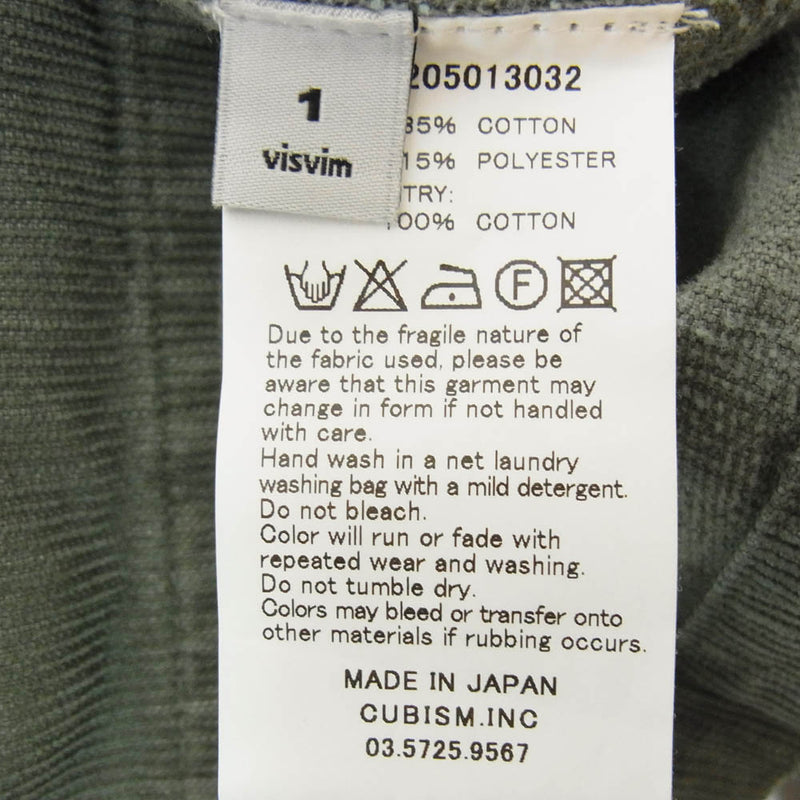 1
visvim
205013032
85% COTTON
15% POLYESTER
TRY:
100% COTTON
F
Due to the fragile nature of
the fabric used, please be
aware that this garment may
change in form if not handled
with care.
Hand wash in a net laundry
washing bag with a mild detergent.
Do not bleach.
Color will run or fade with
repeated wear and washing.
Do not tumble dry.
Colors may bleed or transfer onto
other materials if rubbing occurs.
MADE IN JAPAN
CUBISM.INC
03.5725.9567